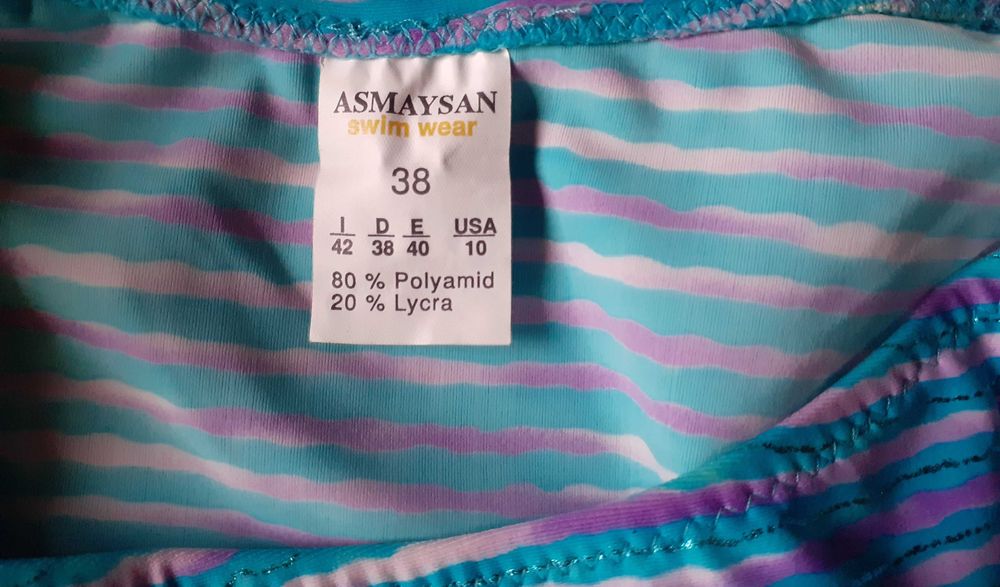 ASMAYSAN
swim wear
38
I D E USA
42 38 40 10
80 % Polyamid
20 % Lycra